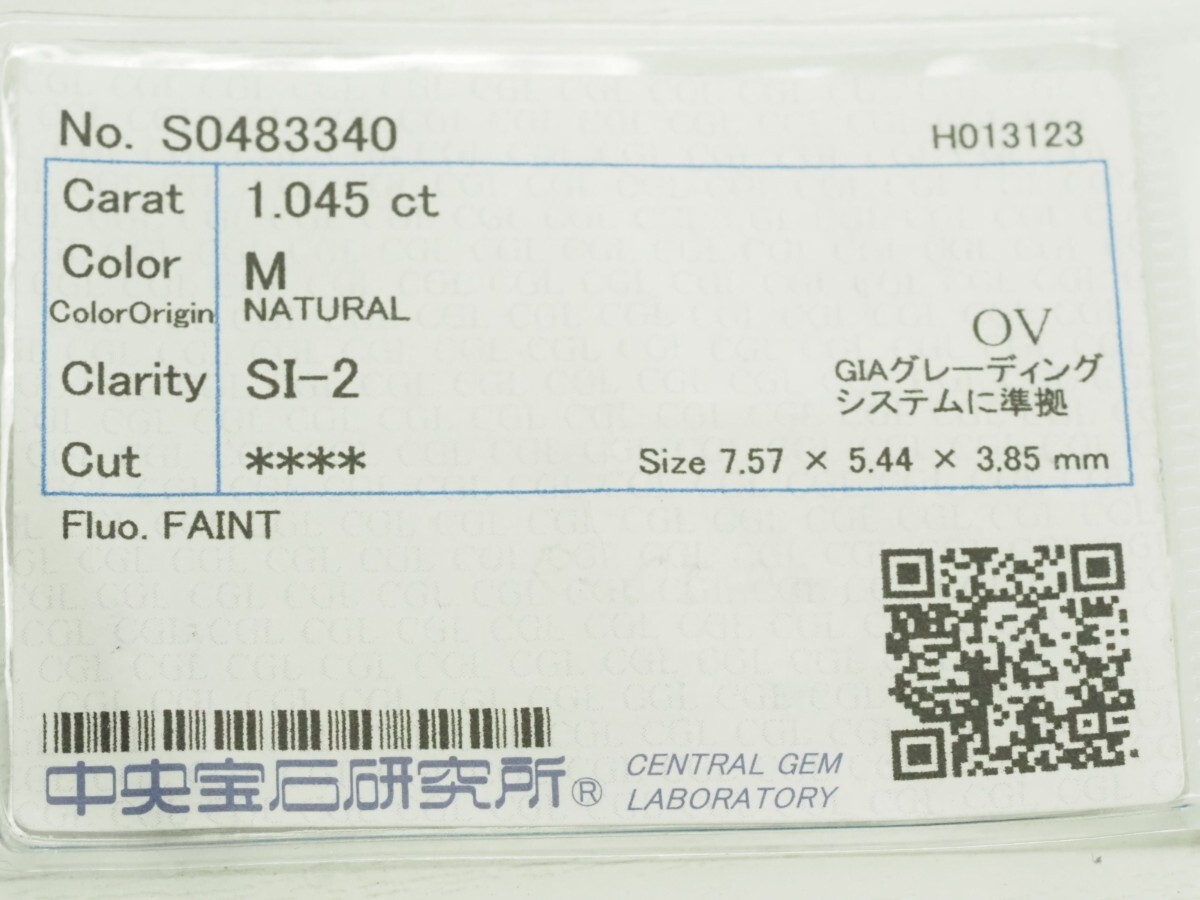 No. S0483340
H013123
Carat 1.045 ct
Color M
ColorOrigin NATURAL
OV
Clarity SI-2
GIAグレーディング
システムに準拠
Cut ****
Size 7.57 × 5.44 × 3.85 mm
Fluo. FAINT
中央宝石研究所®
CENTRAL GEM
LABORATORY